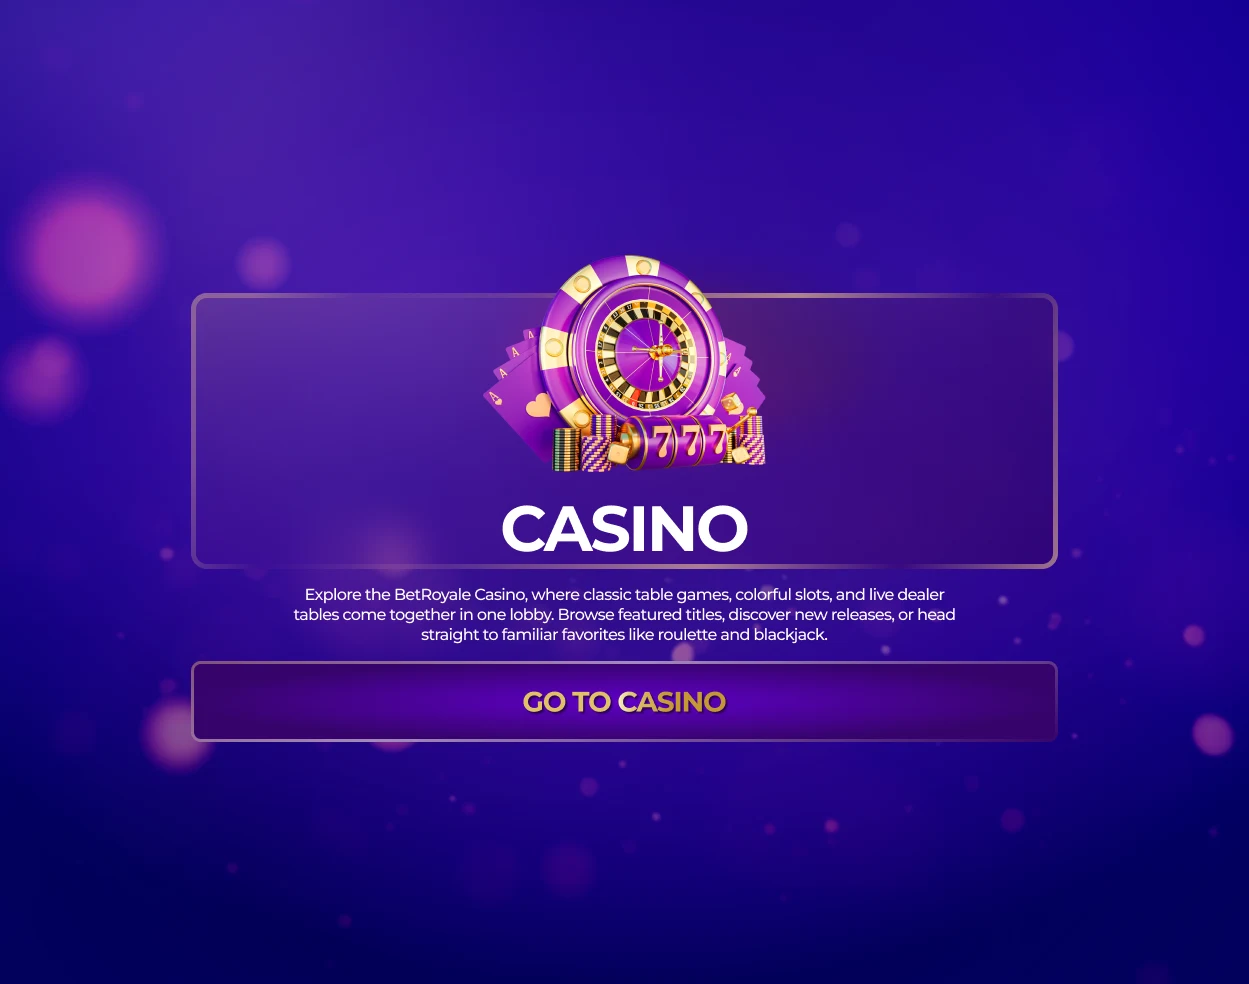 A
A
A
A
777
CASINO
Explore the BetRoyale Casino, where classic table games, colorful slots, and live dealer
tables come together in one lobby. Browse featured titles, discover new releases, or head
straight to familiar favorites like roulette and blackjack.
GO TO CASINO